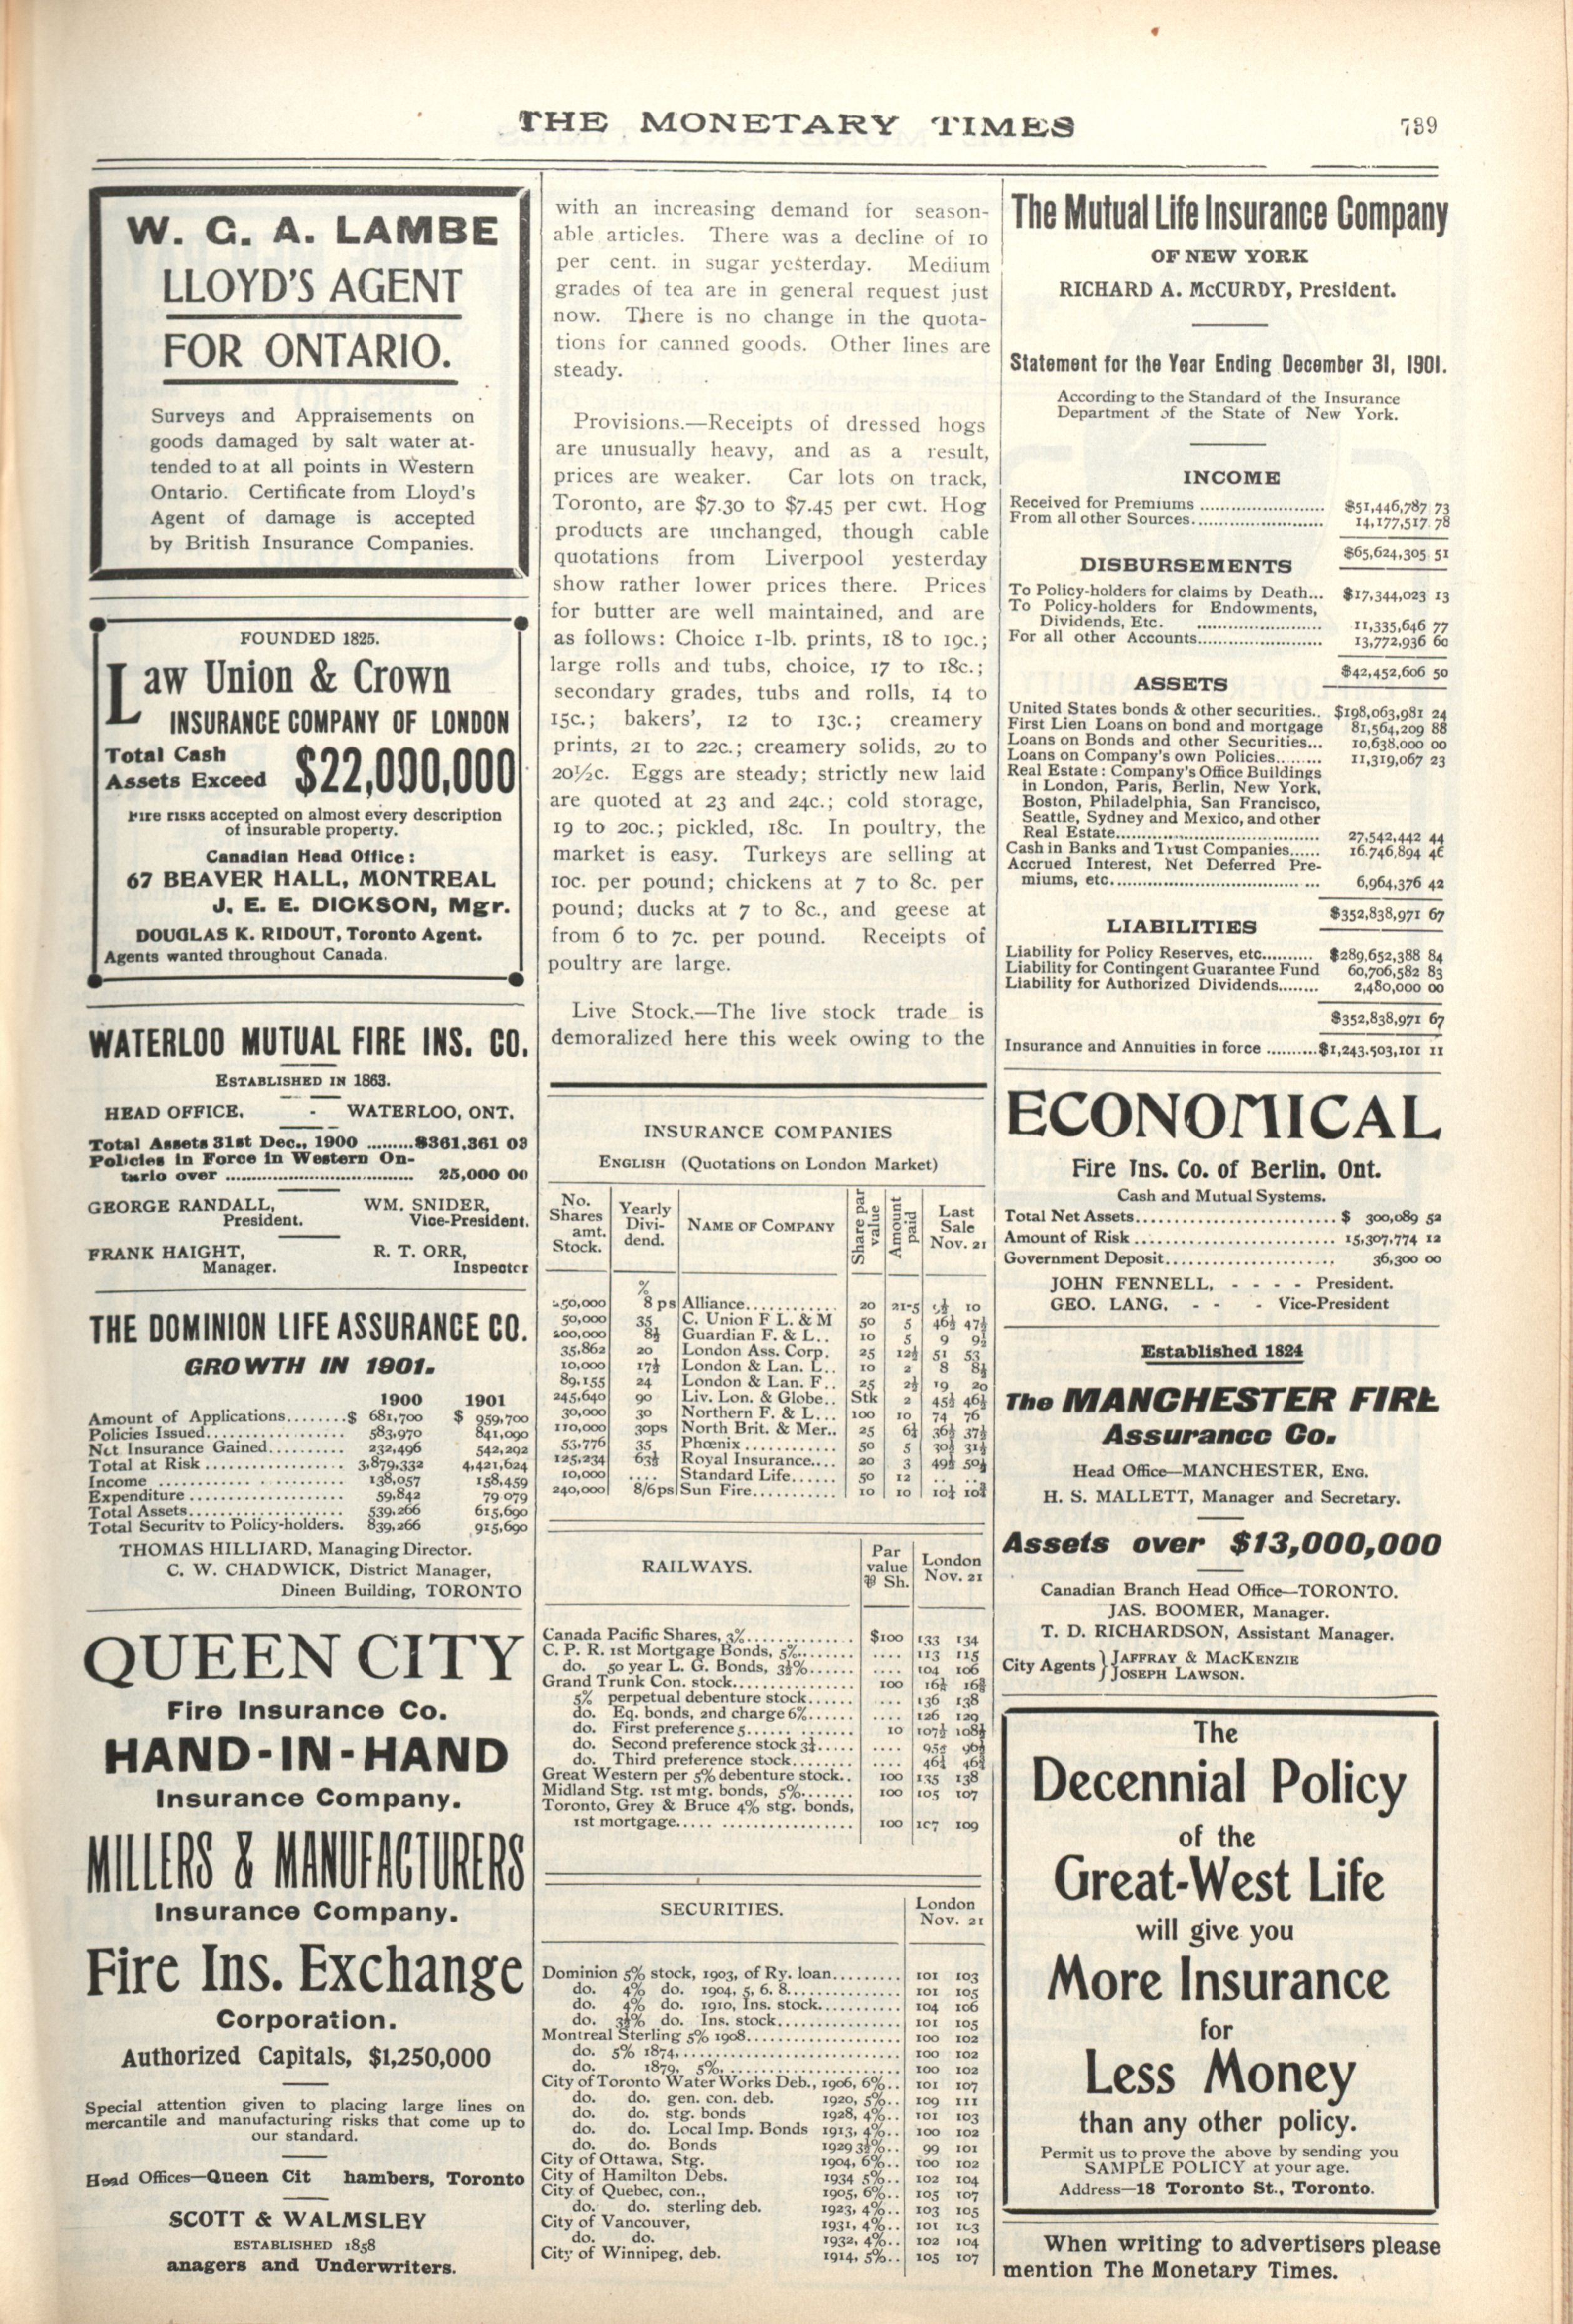 THE MONETARY TIMES
789
W. G. A. LAMBE
LLOYD'S AGENT
FOR ONTARIO.
Surveys and Appraisements on
goods damaged by salt water at-
tended to at all points in Western
Ontario. Certificate from Lloyd's
Agent of damage is accepted
by British Insurance Companies.
FOUNDED 1825.
Law Union & Crown
INSURANCE COMPANY OF LONDON
Total Cash
Assets Exceed $22,000,000
Fire risks accepted on almost every description
of insurable property.
Canadian Head Office:
67 BEAVER HALL, MONTREAL
J. E. E. DICKSON, Mgr.
DOUGLAS K. RIDOUT, Toronto Agent.
Agents wanted throughout Canada.
WATERLOO MUTUAL FIRE INS. CO.
ESTABLISHED IN 1863.
HEAD OFFICE, - WATERLOO, ONT.
Total Assets 31st Dec., 1900 .........$361,361 03
Policies in Force in Western On-
tario over .................................... 25,000 00
GEORGE RANDALL, WM. SNIDER,
President. Vice-President.
FRANK HAIGHT, R. T. ORR,
Manager. Inspector
THE DOMINION LIFE ASSURANCE CO.
GROWTH IN 1901.
1900 1901
Amount of Applications........$ 681,700 $ 959,700
Policies Issued.................. 583,970 841,090
Net Insurance Gained.......... 232,496 542,292
Total at Risk .................. 3,879,332 4,421,624
Income ........................ 138,057 158,459
Expenditure .................... 59,842 79 079
Total Assets.................... 539,266 615,690
Total Security to Policy-holders. 839,266 915,690
THOMAS HILLIARD, Managing Director.
C. W. CHADWICK, District Manager,
Dineen Building, TORONTO
QUEEN CITY
Fire Insurance Co.
HAND-IN-HAND
Insurance Company.
MILLERS & MANUFACTURERS
Insurance Company.
Fire Ins. Exchange
Corporation.
Authorized Capitals, $1,250,000
Special attention given to placing large lines on
mercantile and manufacturing risks that come up to
our standard.
Head Offices—Queen Cit hambers, Toronto
SCOTT & WALMSLEY
ESTABLISHED 1858
anagers and Underwriters.
with an increasing demand for season-
able articles. There was a decline of 10
per cent. in sugar yesterday. Medium
grades of tea are in general request just
now. There is no change in the quota-
tions for canned goods. Other lines are
steady.
Provisions.—Receipts of dressed hogs
are unusually heavy, and as a result,
prices are weaker. Car lots on track,
Toronto, are $7.30 to $7.45 per cwt. Hog
products are unchanged, though cable
quotations from Liverpool yesterday
show rather lower prices there. Prices
for butter are well maintained, and are
as follows: Choice 1-lb. prints, 18 to 19c.;
large rolls and tubs, choice, 17 to 18c.;
secondary grades, tubs and rolls, 14 to
15c.; bakers', 12 to 13c.; creamery
prints, 21 to 22c.; creamery solids, 20 to
20½c. Eggs are steady; strictly new laid
are quoted at 23 and 24c.; cold storage,
19 to 20c.; pickled, 18c. In poultry, the
market is easy. Turkeys are selling at
10c. per pound; chickens at 7 to 8c. per
pound; ducks at 7 to 8c., and geese at
from 6 to 7c. per pound. Receipts of
poultry are large.
Live Stock.—The live stock trade is
demoralized here this week owing to the
INSURANCE COMPANIES
ENGLISH (Quotations on London Market)
No. Shares amt. Stock. Yearly Divi- dend. NAME OF COMPANY Share par value Amount paid Last Sale Nov. 21
%
50,000 8 ps Alliance............ 20 21-5 10
50,000 35 C. Union F L. & M 50 5 46½ 47½
200,000 8½ Guardian F. & L.. 10 5 9 9½
35,862 20 London Ass. Corp. 25 12½ 51 53
10,000 17½ London & Lan. L.. 10 2 8 8½
89,155 24 London & Lan. F.. 25 2½ 19 20
245,640 90 Liv. Lon. & Globe.. Stk 2 45½ 46½
30,000 30 Northern F. & L... 100 10 74 76
110,000 30ps North Brit. & Mer.. 25 6¼ 36½ 37½
53,776 35 Phœnix ............ 50 5 30½ 31½
125,234 63½ Royal Insurance.... 20 3 49½ 50½
10,000 .... Standard Life...... 50 12 .. ..
240,000 8/6ps Sun Fire........... 10 10 10¼ 10¾
RAILWAYS. Par value ₩ Sh. London Nov. 21
Canada Pacific Shares, 3%.............. $100 133 134
C. P. R. 1st Mortgage Bonds, 5%........ .... 113 115
do. 50 year L. G. Bonds, 3½%...... .... 104 106
Grand Trunk Con. stock................ 100 16¼ 16⅜
5% perpetual debenture stock...... ... 136 138
do. Eq. bonds, 2nd charge 6%...... .... 126 129
do. First preference 5...... ....... 10 107½ 108½
do. Second preference stock 3¼..... .... 95½ 96½
do. Third preference stock........ .... 46¼ 46¾
Great Western per 5% debenture stock.. 100 135 138
Midland Stg. 1st mtg. bonds, 5%....... 100 105 107
Toronto, Grey & Bruce 4% stg. bonds,
1st mortgage..... ................. 100 107 109
SECURITIES. London Nov. 21
Dominion 5% stock, 1903, of Ry. loan......... 101 103
do. 4% do. 1904, 5, 6. 8.............. 101 105
do. 4% do. 1910, Ins. stock.......... 104 106
do. 3½% do. Ins. stock............... 101 105
Montreal Sterling 5% 1908.................... 100 102
do. 5% 1874,............................ 100 102
do. 1879, 5%,....................... 100 102
City of Toronto Water Works Deb., 1906, 6%.. 101 107
do. do. gen. con. deb. 1920, 5%.. 109 111
do. do. stg. bonds 1928, 4%.. 101 103
do. do. Local Imp. Bonds 1913, 4%.. 100 102
do. do. Bonds 1929 3½%.. 99 101
City of Ottawa, Stg. 1904, 6%.. 100 102
City of Hamilton Debs. 1934 5%.. 102 104
City of Quebec, con., 1905, 6%.. 105 107
do. do. sterling deb. 1923, 4%.. 103 105
City of Vancouver, 1931, 4%.. 101 103
do. do. 1932, 4%.. 102 104
City of Winnipeg, deb. 1914, 5%.. 105 107
The Mutual Life Insurance Company
OF NEW YORK
RICHARD A. McCURDY, President.
Statement for the Year Ending December 31, 1901.
According to the Standard of the Insurance
Department of the State of New York.
INCOME
Received for Premiums ....................... $51,446,787 73
From all other Sources....................... 14,177,517 78
$65,624,305 51
DISBURSEMENTS
To Policy-holders for claims by Death... $17,344,023 13
To Policy-holders for Endowments,
Dividends, Etc. ....................... 11,335,646 77
For all other Accounts....................... 13,772,936 60
$42,452,606 50
ASSETS
United States bonds & other securities.. $198,063,981 24
First Lien Loans on bond and mortgage 81,564,209 88
Loans on Bonds and other Securities... 10,638,000 00
Loans on Company's own Policies......... 11,319,067 23
Real Estate: Company's Office Buildings
in London, Paris, Berlin, New York,
Boston, Philadelphia, San Francisco,
Seattle, Sydney and Mexico, and other
Real Estate....................................... 27,542,442 44
Cash in Banks and Trust Companies...... 16,746,894 46
Accrued Interest, Net Deferred Pre-
miums, etc....................................... 6,964,376 42
$352,838,971 67
LIABILITIES
Liability for Policy Reserves, etc.......... $289,652,388 84
Liability for Contingent Guarantee Fund 60,706,582 83
Liability for Authorized Dividends........ 2,480,000 00
$352,838,971 67
Insurance and Annuities in force ..........$1,243,503,101 11
ECONOMICAL
Fire Ins. Co. of Berlin, Ont.
Cash and Mutual Systems.
Total Net Assets............................ $ 300,089 52
Amount of Risk ............................ 15,307,774 12
Government Deposit........................ 36,300 00
JOHN FENNELL, - - - - President.
GEO. LANG, - - - Vice-President
Established 1824
The MANCHESTER FIRE
Assurance Co.
Head Office—MANCHESTER, ENG.
H. S. MALLETT, Manager and Secretary.
Assets over $13,000,000
Canadian Branch Head Office—TORONTO.
JAS. BOOMER, Manager.
T. D. RICHARDSON, Assistant Manager.
City Agents } JAFFRAY & MACKENZIE
JOSEPH LAWSON.
The
Decennial Policy
of the
Great-West Life
will give you
More Insurance
for
Less Money
than any other policy.
Permit us to prove the above by sending you
SAMPLE POLICY at your age.
Address—18 Toronto St., Toronto.
When writing to advertisers please
mention The Monetary Times.